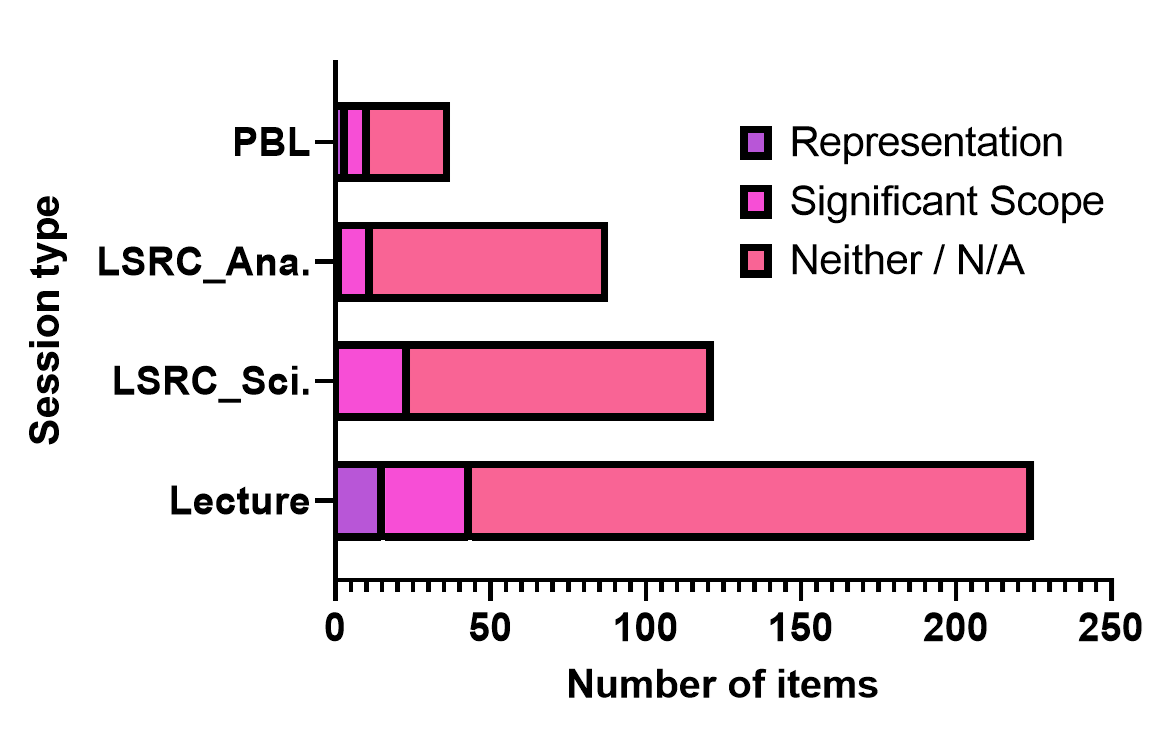 PBL
LSRC_Ana.
LSRC_Sci.
Lecture
Session type
Representation
Significant Scope
Neither / N/A
0 50 100 150 200 250
Number of items